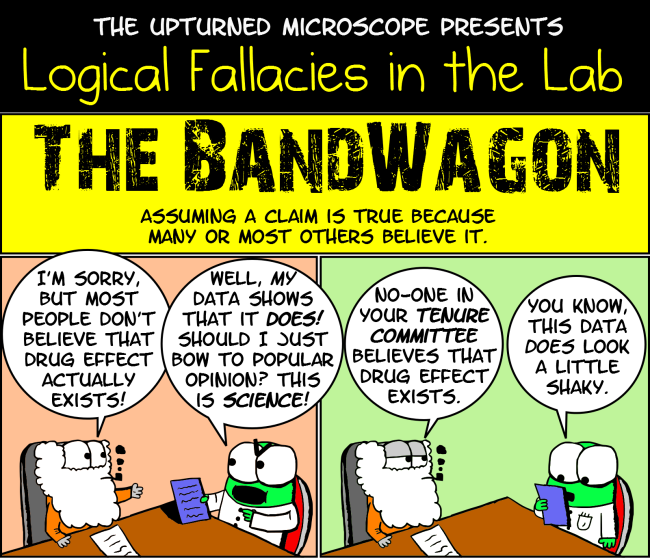 THE UPTURNED MICROSCOPE PRESENTS
Logical Fallacies in the Lab
THE BANDWAGON
ASSUMING A CLAIM IS TRUE BECAUSE
MANY OR MOST OTHERS BELIEVE IT.
I'M SORRY,
BUT MOST
PEOPLE DON'T
BELIEVE THAT
DRUG EFFECT
ACTUALLY
EXISTS!
WELL, MY
DATA SHOWS
THAT IT DOES!
SHOULD I JUST
BOW TO POPULAR
OPINION? THIS
IS SCIENCE!
NO-ONE IN
YOUR TENURE
COMMITTEE
BELIEVES THAT
DRUG EFFECT
EXISTS.
YOU KNOW,
THIS DATA
DOES LOOK
A LITTLE
SHAKY.